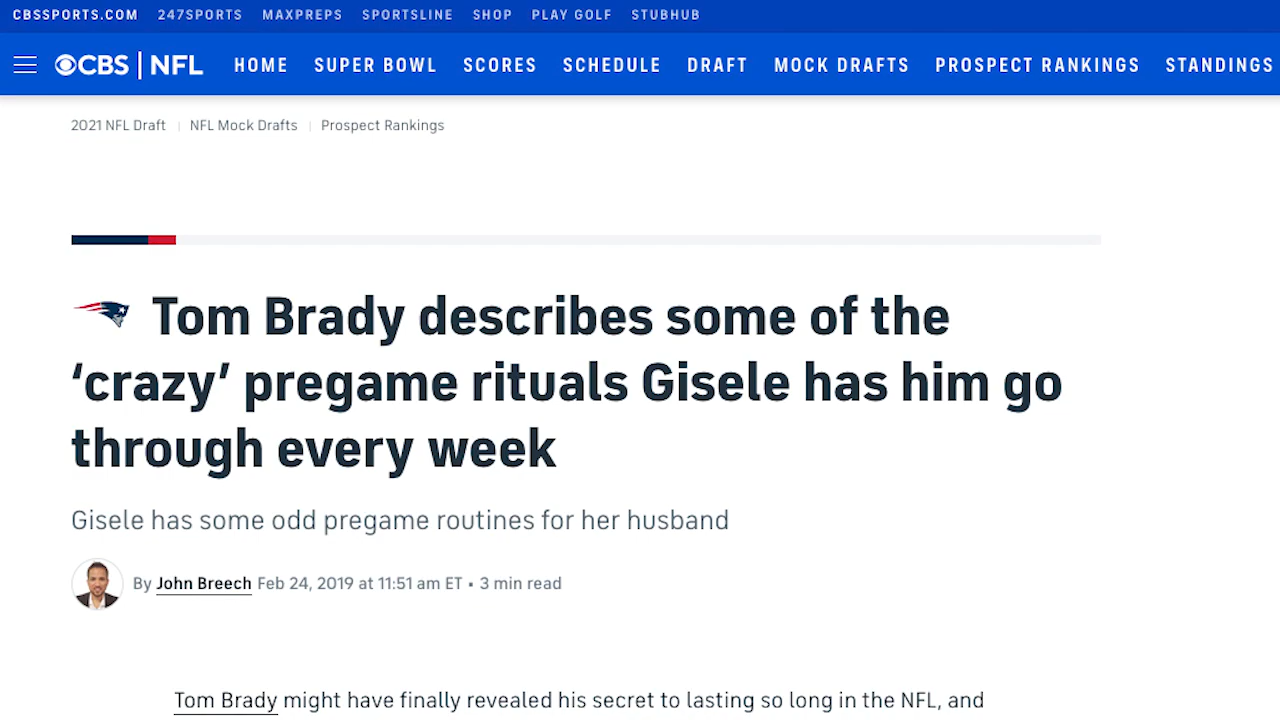 CBSSPORTS.COM 247SPORTS MAXPREPS SPORTSLINE SHOP PLAY GOLF STUBHUB
CBS NFL HOME SUPER BOWL SCORES SCHEDULE DRAFT MOCK DRAFTS PROSPECT RANKINGS STANDINGS
2021 NFL Draft NFL Mock Drafts Prospect Rankings
Tom Brady describes some of the
‘crazy’ pregame rituals Gisele has him go
through every week
Gisele has some odd pregame routines for her husband
By John Breech Feb 24, 2019 at 11:51 am ET • 3 min read
Tom Brady might have finally revealed his secret to lasting so long in the NFL, and